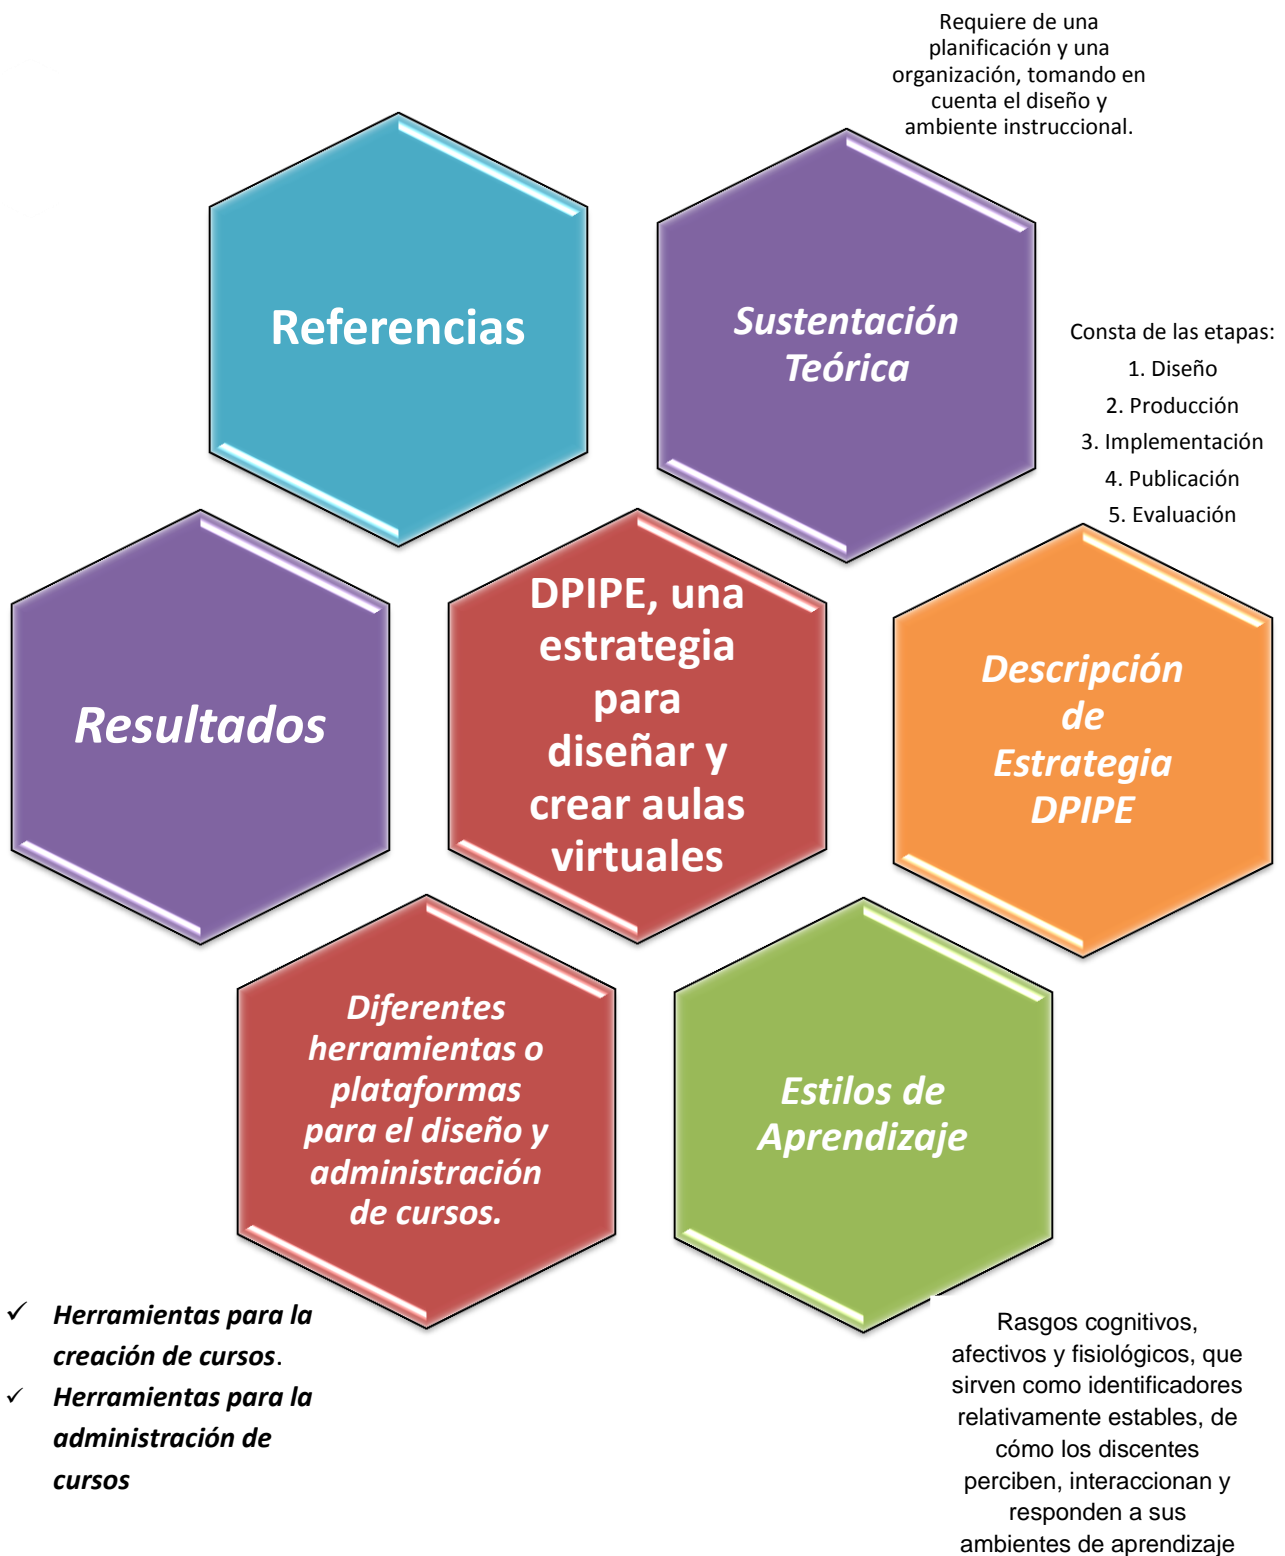 Requiere de una
planificación y una
organización, tomando en
cuenta el diseño y
ambiente instruccional.
Referencias
Sustentación
Teórica
Consta de las etapas:
1. Diseño
2. Producción
3. Implementación
4. Publicación
5. Evaluación
Resultados
DPIPE, una
estrategia
para
diseñar y
crear aulas
virtuales
Descripción
de
Estrategia
DPIPE
Diferentes
herramientas o
plataformas
para el diseño y
administración
de cursos.
Estilos de
Aprendizaje
✓ Herramientas para la
creación de cursos.
✓ Herramientas para la
administración de
cursos
Rasgos cognitivos,
afectivos y fisiológicos, que
sirven como identificadores
relativamente estables, de
cómo los discentes
perciben, interaccionan y
responden a sus
ambientes de aprendizaje